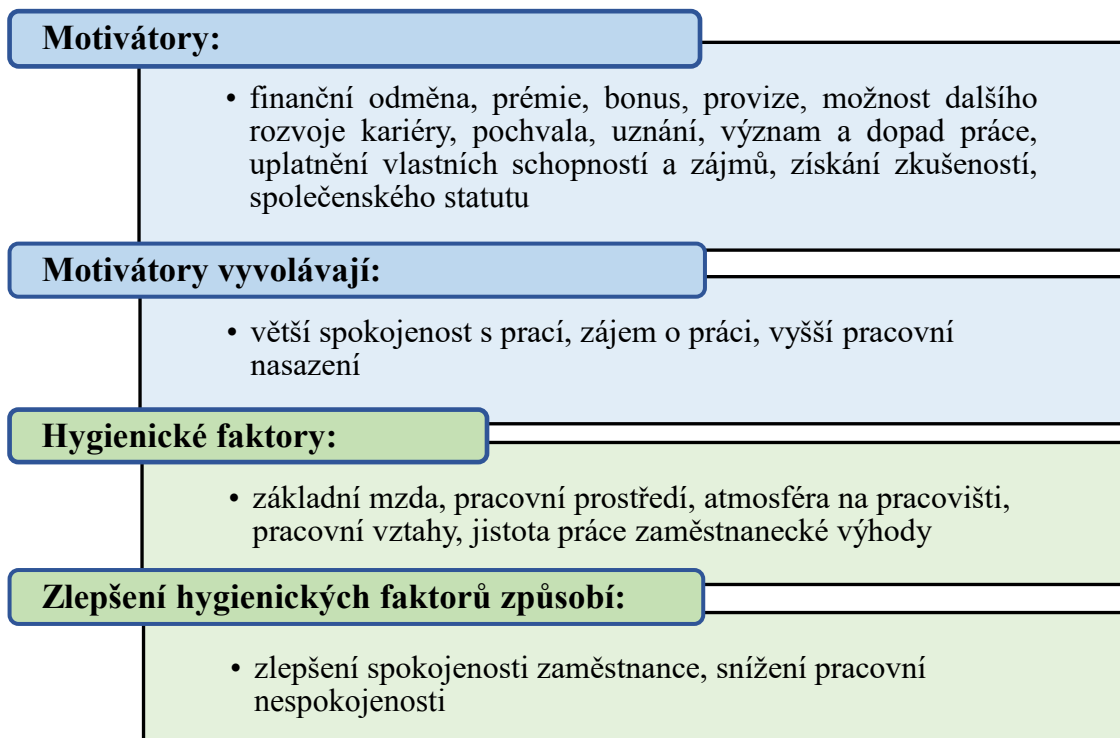 Motivátory:
• finanční odměna, prémie, bonus, provize, možnost dalšího
rozvoje kariéry, pochvala, uznání, význam a dopad práce,
uplatnění vlastních schopností a zájmů, získání zkušeností,
společenského statutu
Motivátory vyvolávají:
• větší spokojenost s prací, zájem o práci, vyšší pracovní
nasazení
Hygienické faktory:
• základní mzda, pracovní prostředí, atmosféra na pracovišti,
pracovní vztahy, jistota práce zaměstnanecké výhody
Zlepšení hygienických faktorů způsobí:
• zlepšení spokojenosti zaměstnance, snížení pracovní
nespokojenosti